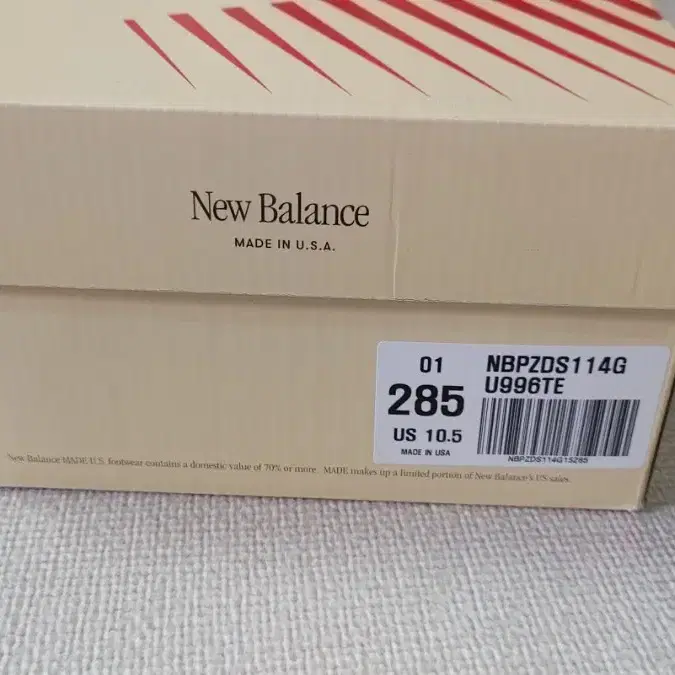 New Balance
MADE IN U.S.A.
01
285
US 10.5
MADE IN USA
NBPZDS114G
U996TE
NBPZDS114G15285
New Balance MADE U.S. footwear contains a domestic value of 70% or more. MADE makes up a limited portion of New Balance's US sales.